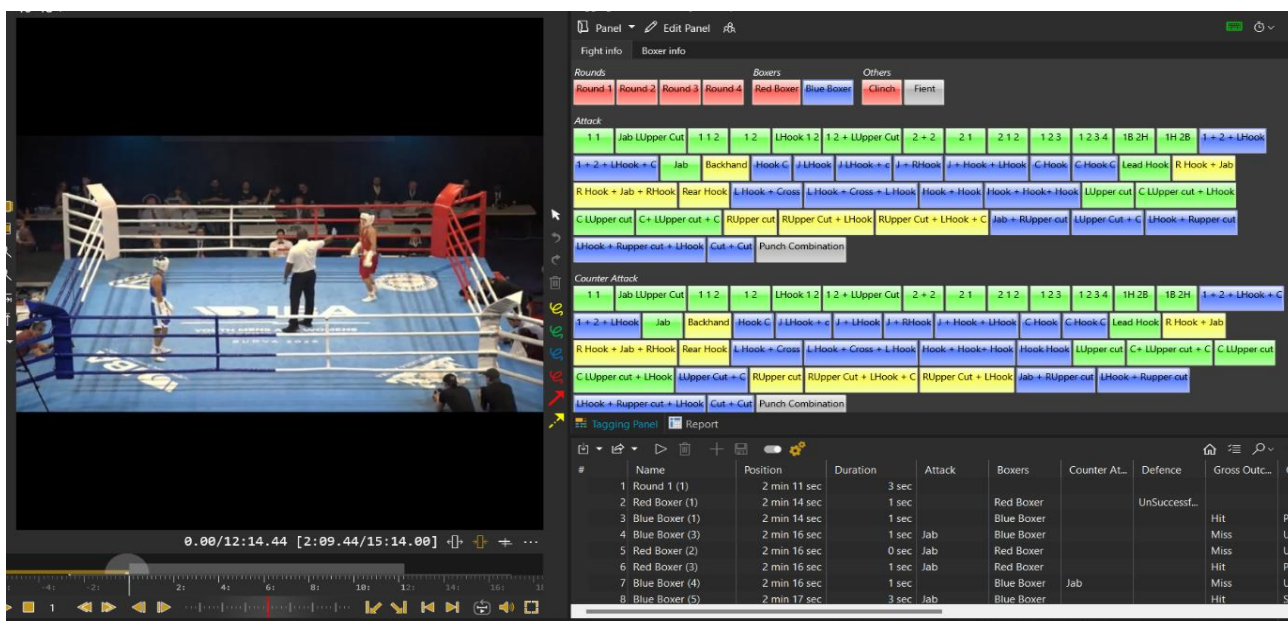 Panel Edit Panel
Fight info Boxer info
Rounds Boxers Others
Round 1 Round 2 Round 3 Round 4 Red Boxer Blue Boxer Clinch Fient
Attack
1 1 Jab LUpper Cut 1 1 2 1 2 LHook 1 2 1 2 + LUpper Cut 2 + 2 2 1 2 1 2 1 2 3 1 2 3 4 1B 2H 1H 2B 1 + 2 + LHook
1 + 2 + LHook + C Jab Backhand Hook C J LHook J LHook + c J + RHook J + Hook + LHook C Hook C Hook C Lead Hook R Hook + Jab
R Hook + Jab + RHook Rear Hook L Hook + Cross L Hook + Cross + L Hook Hook + Hook Hook + Hook+ Hook LUpper cut C LUpper cut + LHook
C LUpper cut C+ LUpper cut + C RUpper cut RUpper Cut + LHook RUpper Cut + LHook + C Jab + RUpper cut LUpper Cut + C LHook + Rupper cut
LHook + Rupper cut + LHook Cut + Cut Punch Combination
Counter Attack
1 1 Jab LUpper Cut 1 1 2 1 2 LHook 1 2 1 2 + LUpper Cut 2 + 2 2 1 2 1 2 1 2 3 1 2 3 4 1H 2B 1B 2H 1 + 2 + LHook + C
1 + 2 + LHook Jab Backhand Hook C J LHook + c J + LHook J + RHook J + Hook + LHook C Hook C Hook C Lead Hook R Hook + Jab
R Hook + Jab + RHook Rear Hook L Hook + Cross L Hook + Cross + L Hook Hook + Hook+ Hook Hook Hook LUpper cut C+ LUpper cut + C C LUpper cut
C LUpper cut + LHook LUpper Cut + C RUpper cut RUpper Cut + LHook + C RUpper Cut + LHook Jab + RUpper cut LHook + Rupper cut
LHook + Rupper cut + LHook Cut + Cut Punch Combination
Tagging Panel Report
# Name Position Duration Attack Boxers Counter At... Defence Gross Outc...
1 Round 1 (1) 2 min 11 sec 3 sec
2 Red Boxer (1) 2 min 14 sec 1 sec Red Boxer UnSuccessf...
3 Blue Boxer (1) 2 min 14 sec 1 sec Blue Boxer Hit
4 Blue Boxer (3) 2 min 16 sec 1 sec Jab Blue Boxer Miss
5 Red Boxer (2) 2 min 16 sec 0 sec Jab Red Boxer Miss
6 Red Boxer (3) 2 min 16 sec 1 sec Jab Red Boxer Hit
7 Blue Boxer (4) 2 min 16 sec 1 sec Blue Boxer Jab Miss
8 Blue Boxer (5) 2 min 17 sec 3 sec Jab Blue Boxer Hit
0.00/12:14.44 [2:09.44/15:14.00]
-4: -2: 2: 4: 6: 8: 10: 12: 14: 16:
1